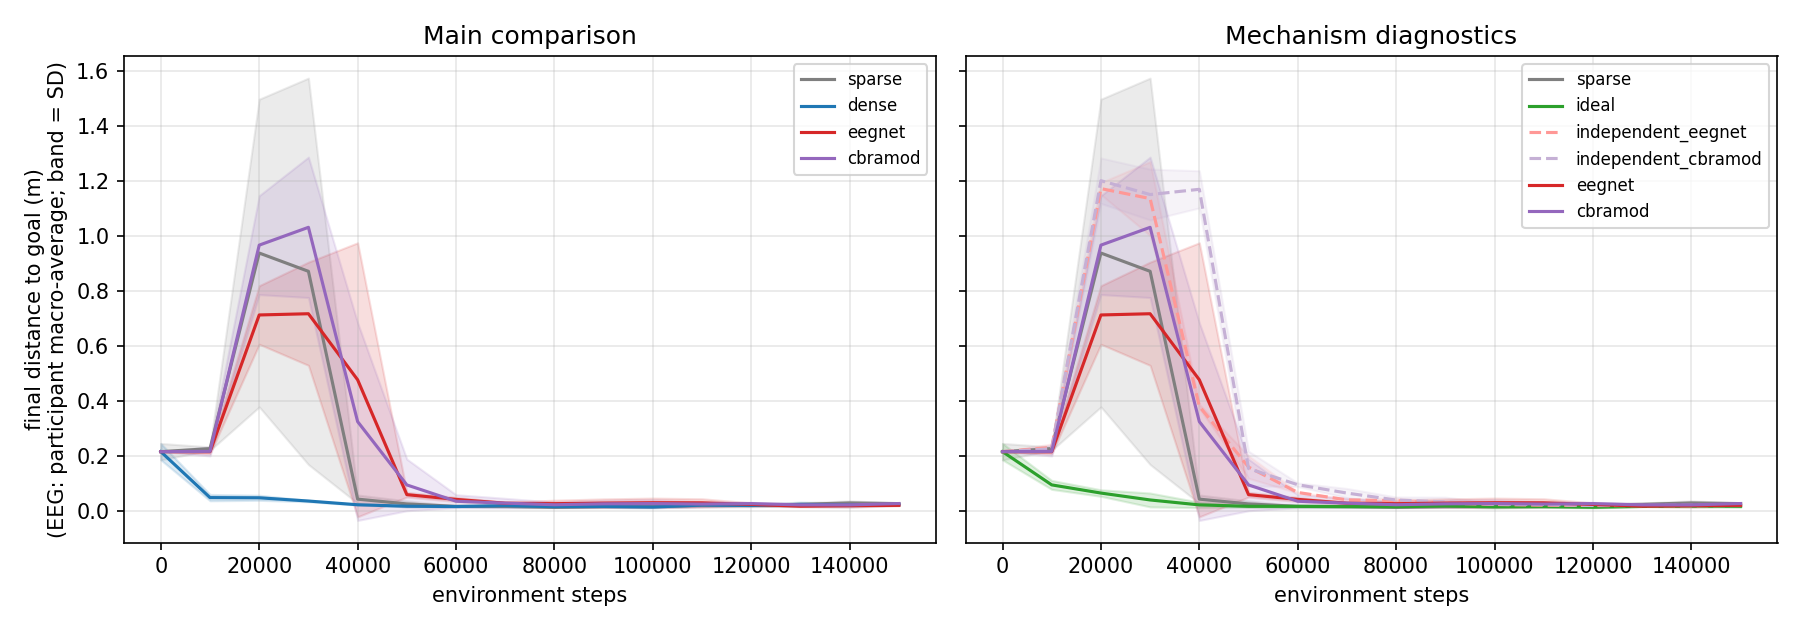 Main comparison
final distance to goal (m)
(EEG: participant macro-average; band = SD)
1.6
1.4
1.2
1.0
0.8
0.6
0.4
0.2
0.0
sparse
dense
eegnet
cbramod
0 20000 40000 60000 80000 100000 120000 140000
environment steps
Mechanism diagnostics
sparse
ideal
independent_eegnet
independent_cbramod
eegnet
cbramod
0 20000 40000 60000 80000 100000 120000 140000
environment steps